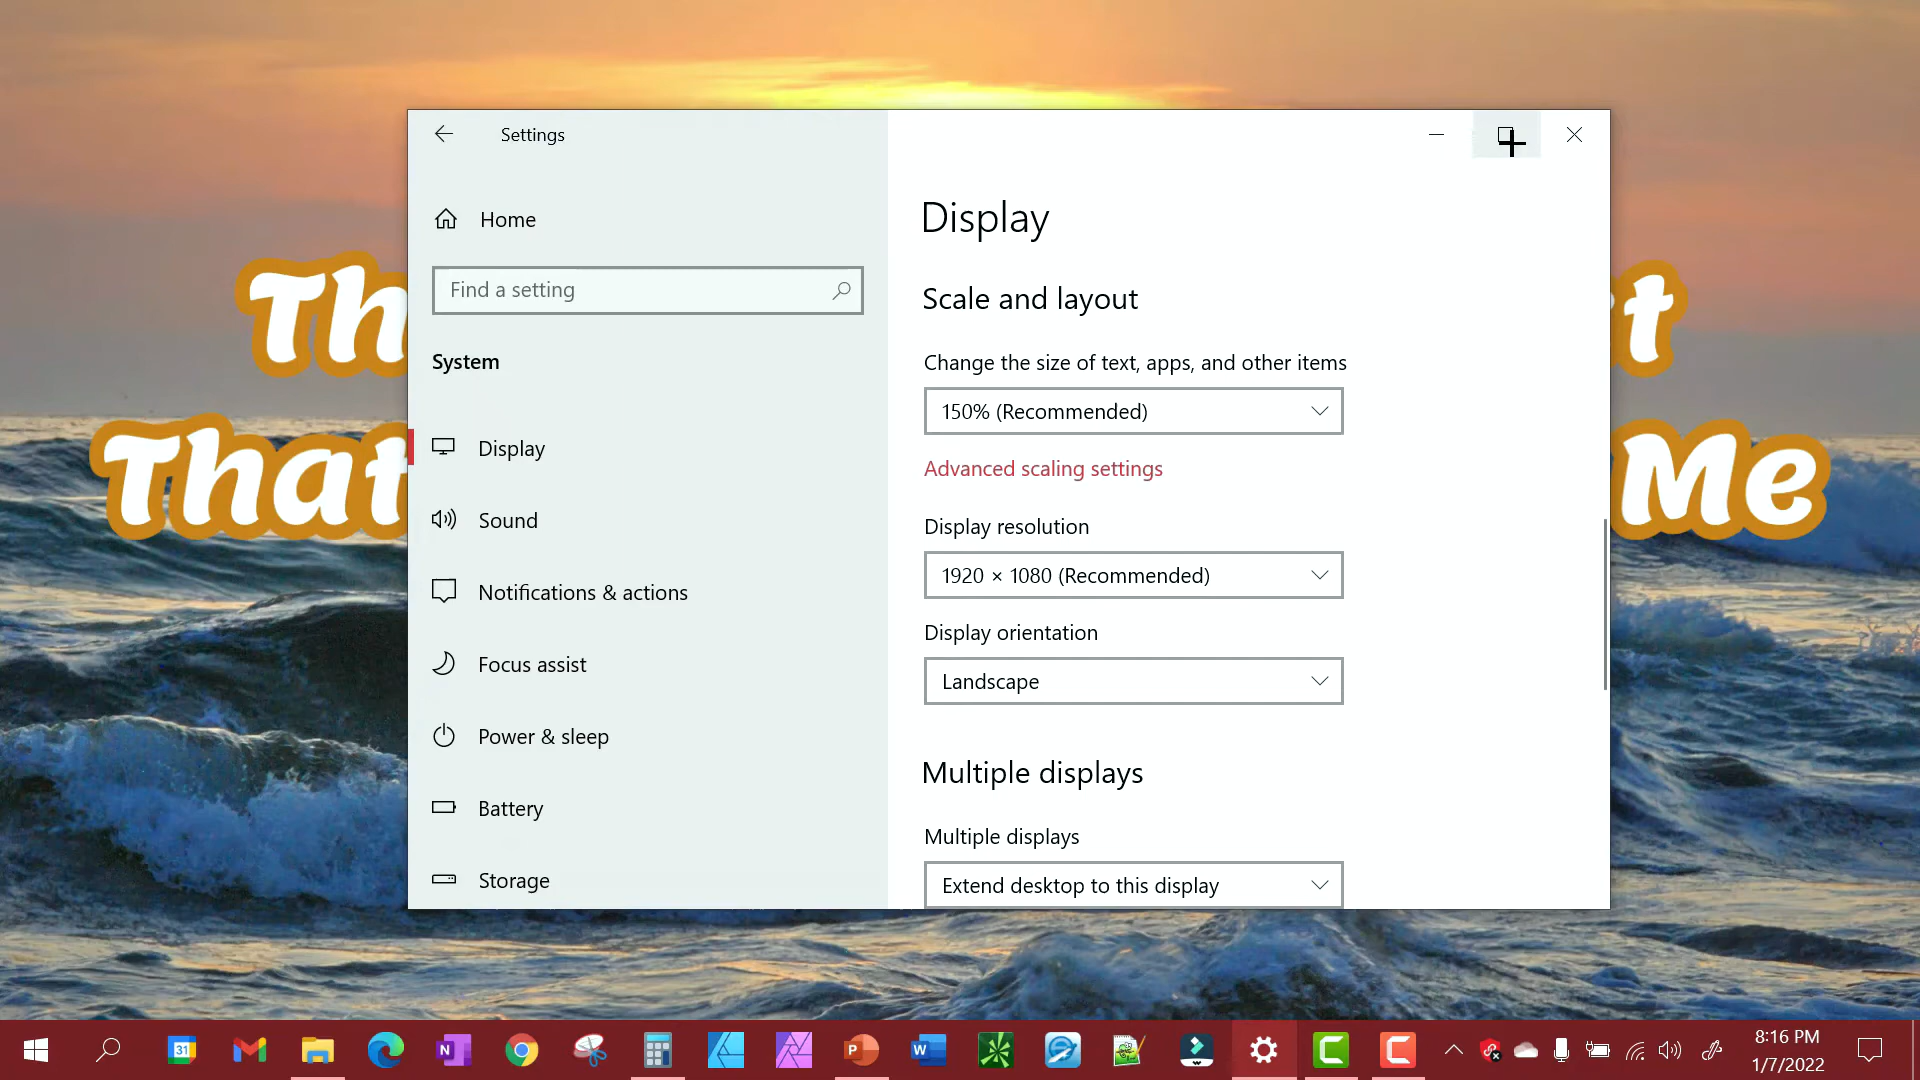 Settings
Home
Find a setting
System
Display
Sound
Notifications & actions
Focus assist
Power & sleep
Battery
Storage
Display
Scale and layout
Change the size of text, apps, and other items
150% (Recommended)
Advanced scaling settings
Display resolution
1920 × 1080 (Recommended)
Display orientation
Landscape
Multiple displays
Multiple displays
Extend desktop to this display
Th
t
That
Me
31
N
P
W
8:16 PM
1/7/2022